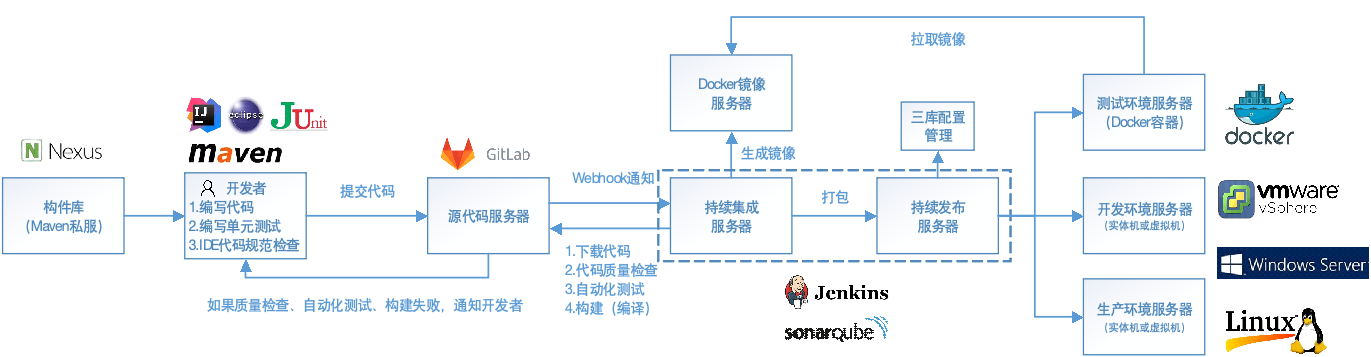 N Nexus
构件库
(Maven私服)
IJ
eclipse
JUnit
maven
开发者
1.编写代码
2.编写单元测试
3.IDE代码规范检查
提交代码
GitLab
源代码服务器
如果质量检查、自动化测试、构建失败，通知开发者
Webhook通知
1.下载代码
2.代码质量检查
3.自动化测试
4.构建（编译）
Docker镜像
服务器
生成镜像
拉取镜像
持续集成
服务器
打包
三库配置
管理
持续发布
服务器
Jenkins
sonarqube
测试环境服务器
(Docker容器)
docker
开发环境服务器
(实体机或虚拟机)
vmware
vSphere
Windows Server
生产环境服务器
(实体机或虚拟机)
Linux